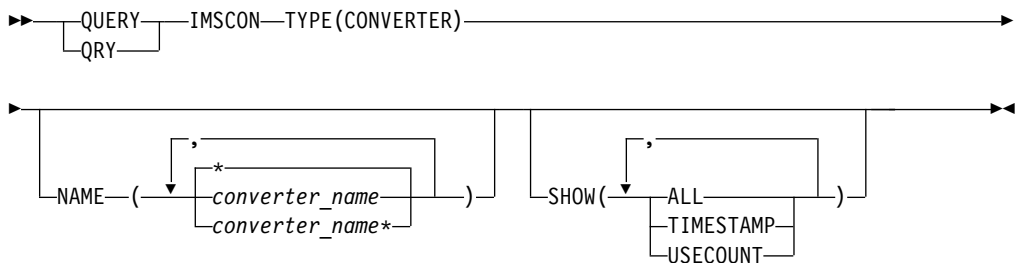 QUERY IMSCON TYPE(CONVERTER)
QRY
, ,
*
NAME ( converter_name ) SHOW( ALL )
converter_name* TIMESTAMP
USECOUNT